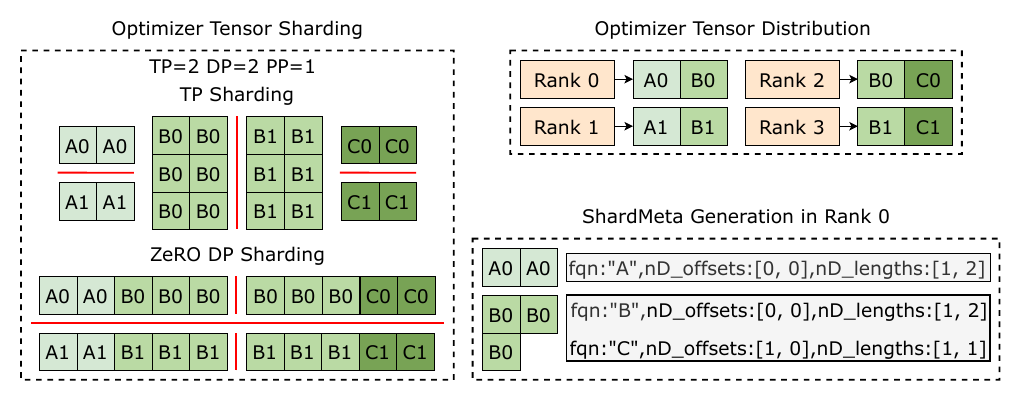 Optimizer Tensor Sharding
TP=2 DP=2 PP=1
TP Sharding
A0 A0 B0 B0 B1 B1 C0 C0
B0 B0 B1 B1
A1 A1 B0 B0 B1 B1 C1 C1
ZeRO DP Sharding
A0 A0 B0 B0 B0 B0 B0 B0 C0 C0
A1 A1 B1 B1 B1 B1 B1 B1 C1 C1
Optimizer Tensor Distribution
Rank 0 A0 B0 Rank 2 B0 C0
Rank 1 A1 B1 Rank 3 B1 C1
ShardMeta Generation in Rank 0
A0 A0 fqn:"A",nD_offsets:[0, 0],nD_lengths:[1, 2]
B0 B0 fqn:"B",nD_offsets:[0, 0],nD_lengths:[1, 2]
B0 fqn:"C",nD_offsets:[1, 0],nD_lengths:[1, 1]